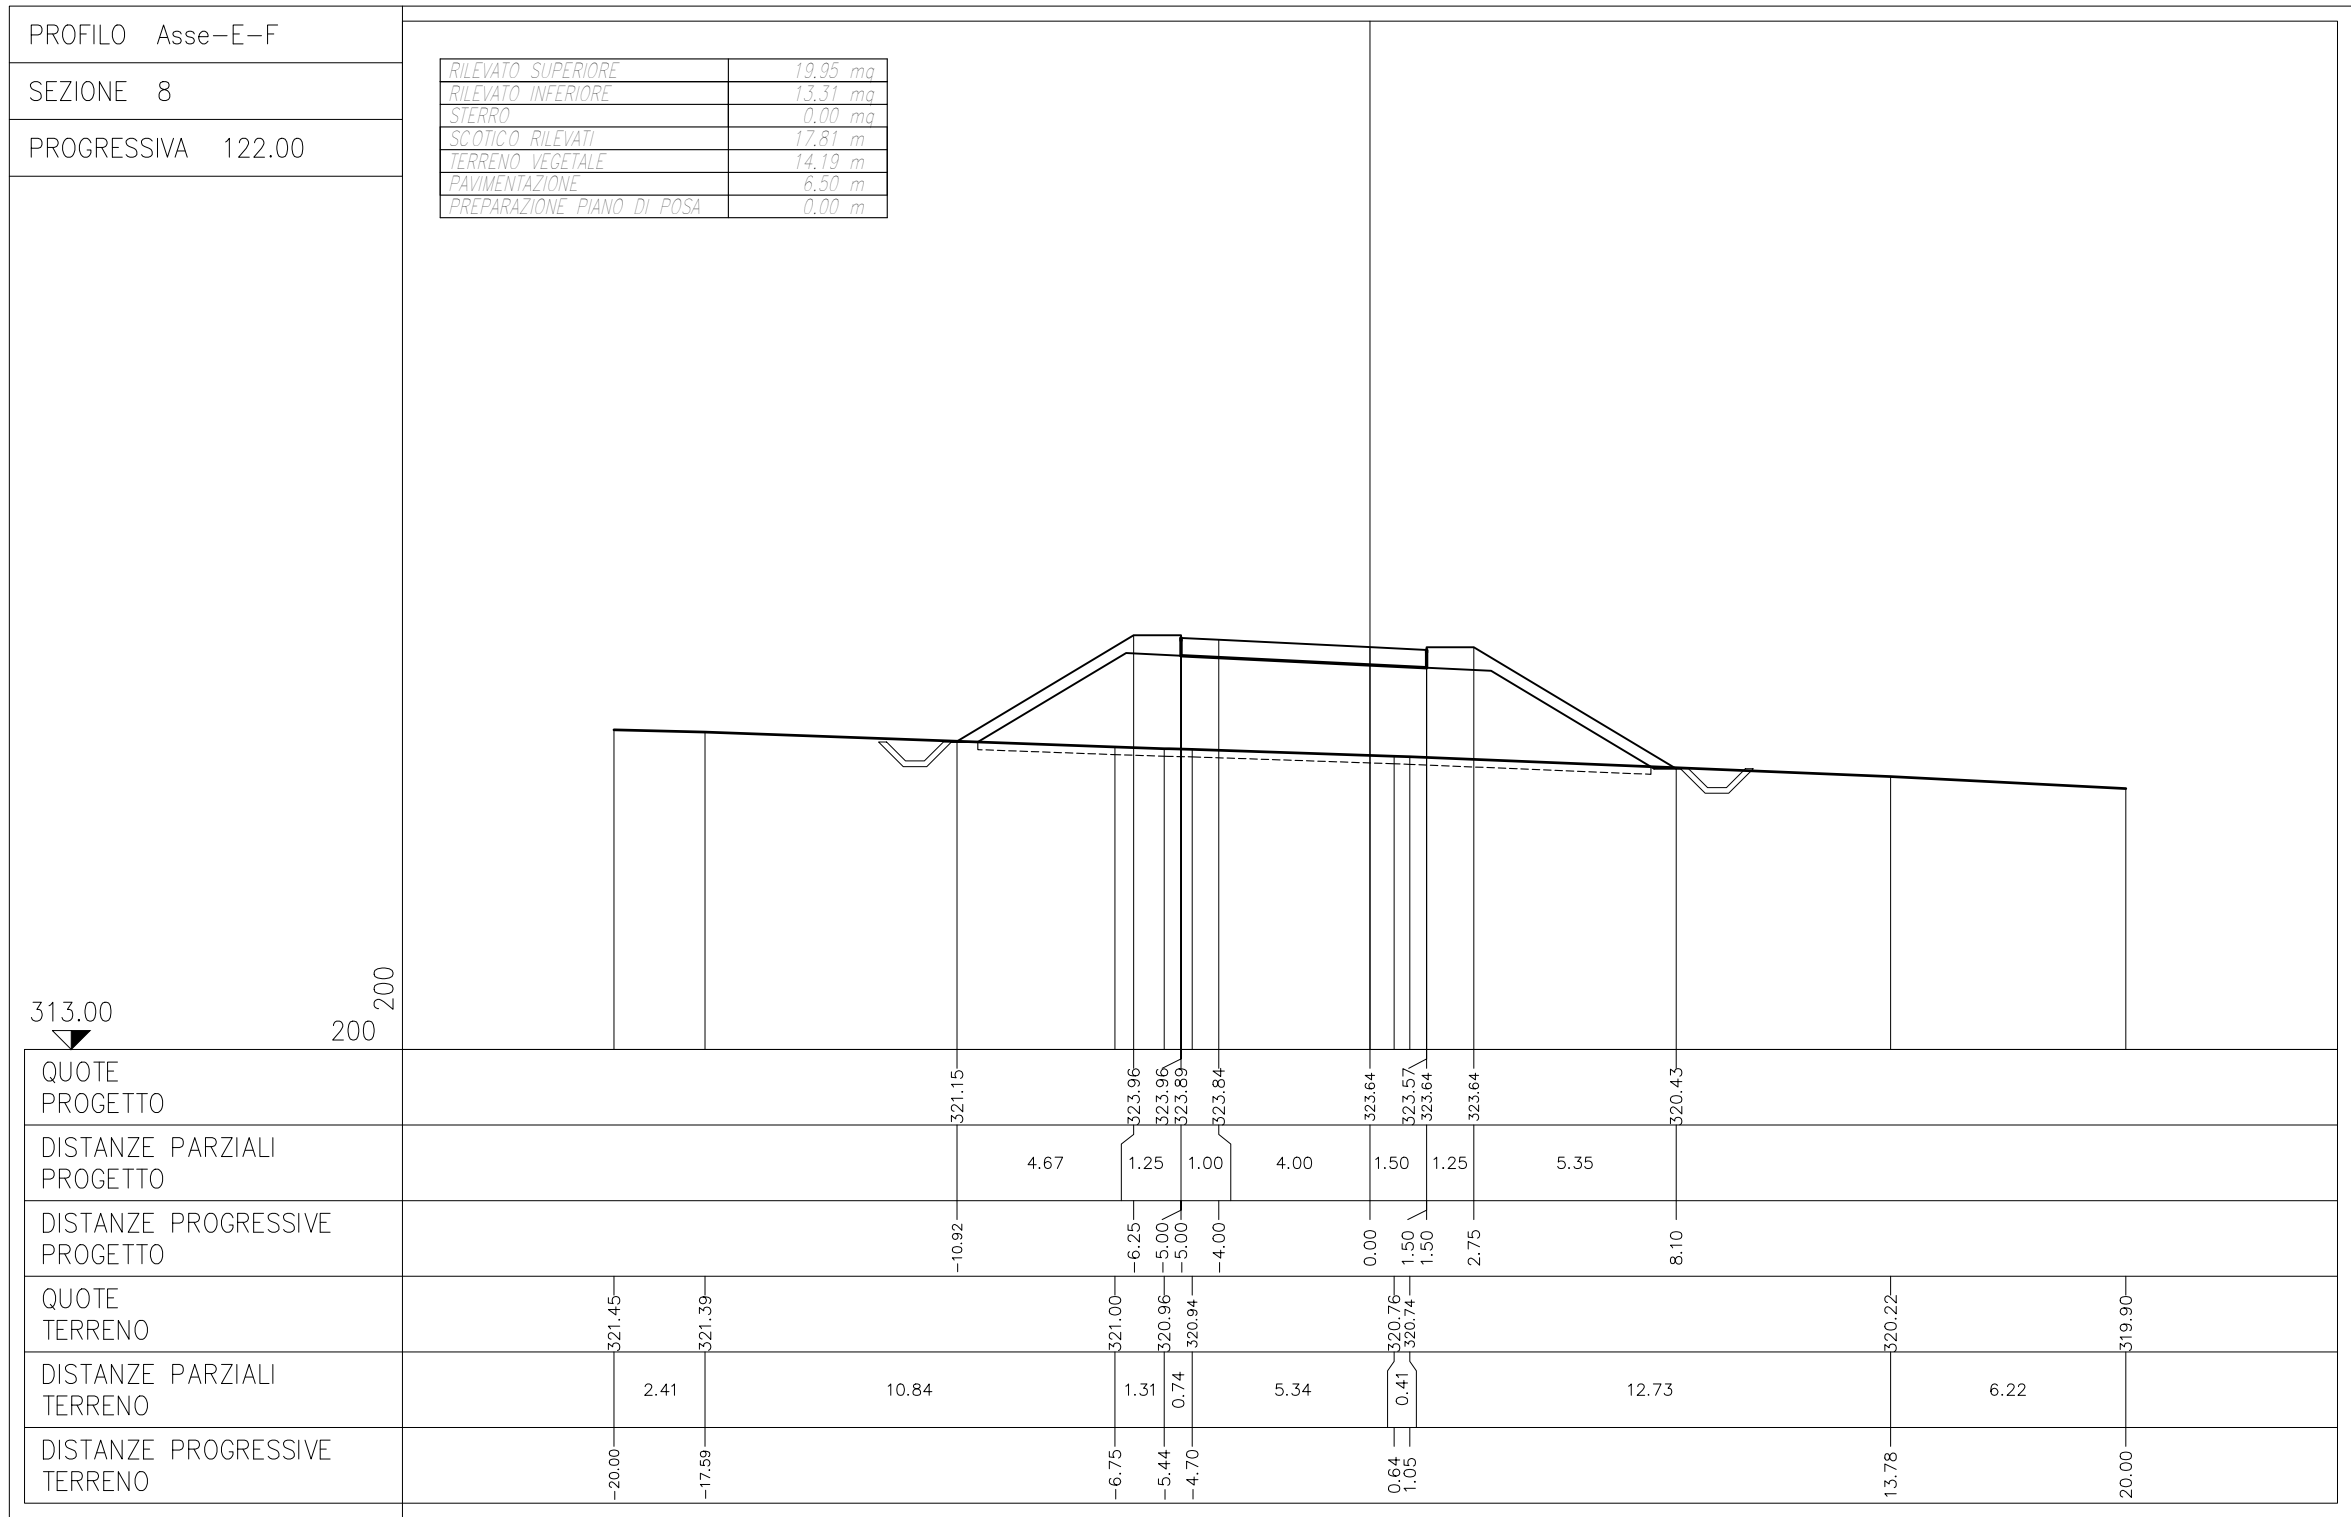 PROFILO Asse-E-F
SEZIONE 8
PROGRESSIVA 122.00
RILEVATO SUPERIORE 19.95 mq
RILEVATO INFERIORE 13.31 mq
STERRO 0.00 mq
SCOTICO RILEVATI 17.81 m
TERRENO VEGETALE 14.19 m
PAVIMENTAZIONE 6.50 m
PREPARAZIONE PIANO DI POSA 0.00 m
313.00
200
200
QUOTE
PROGETTO
321.15 323.96 323.96 323.89 323.84 323.64 323.57 323.64 323.64 320.43
DISTANZE PARZIALI
PROGETTO
4.67 1.25 1.00 4.00 1.50 1.25 5.35
DISTANZE PROGRESSIVE
PROGETTO
-10.92 -6.25 -5.00 -5.00 -4.00 0.00 1.50 1.50 2.75 8.10
QUOTE
TERRENO
321.45 321.39 321.00 320.96 320.94 320.76 320.74 320.22 319.90
DISTANZE PARZIALI
TERRENO
2.41 10.84 1.31 0.74 5.34 0.41 12.73 6.22
DISTANZE PROGRESSIVE
TERRENO
-20.00 -17.59 -6.75 -5.44 -4.70 0.64 1.05 13.78 20.00